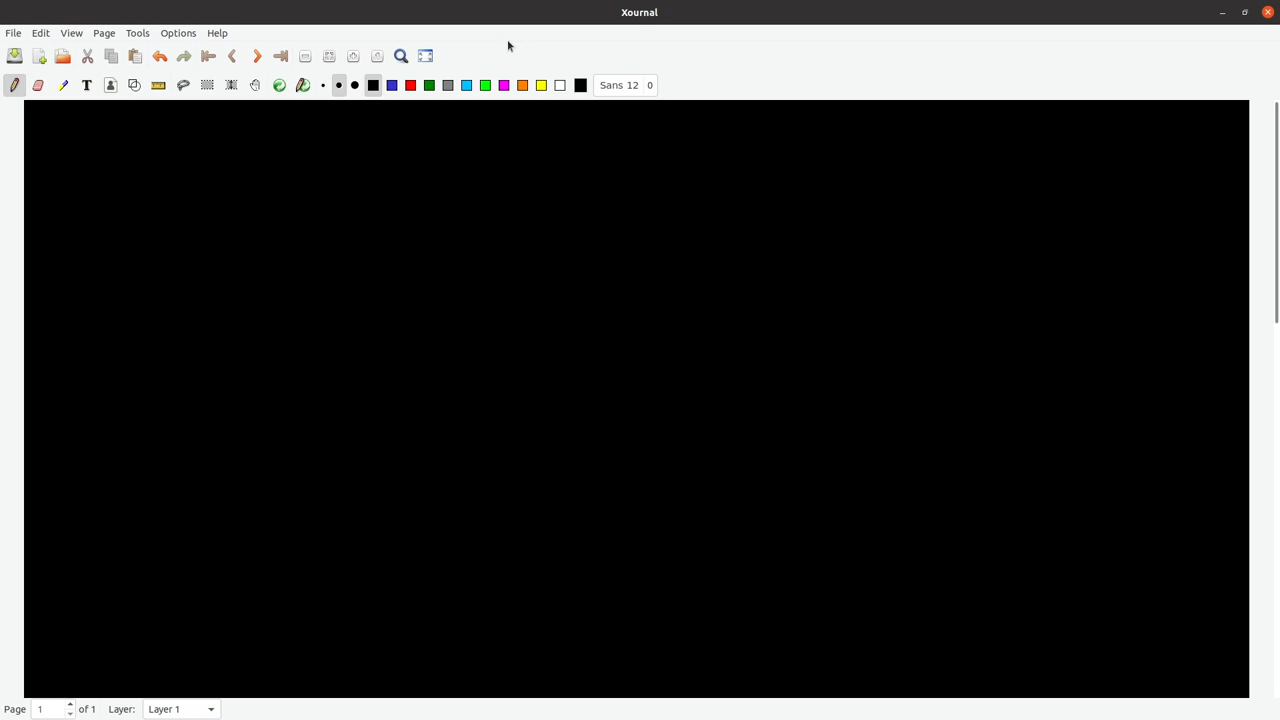 Xournal
File Edit View Page Tools Options Help
T Sans 12 0
Page 1 of 1 Layer: Layer 1